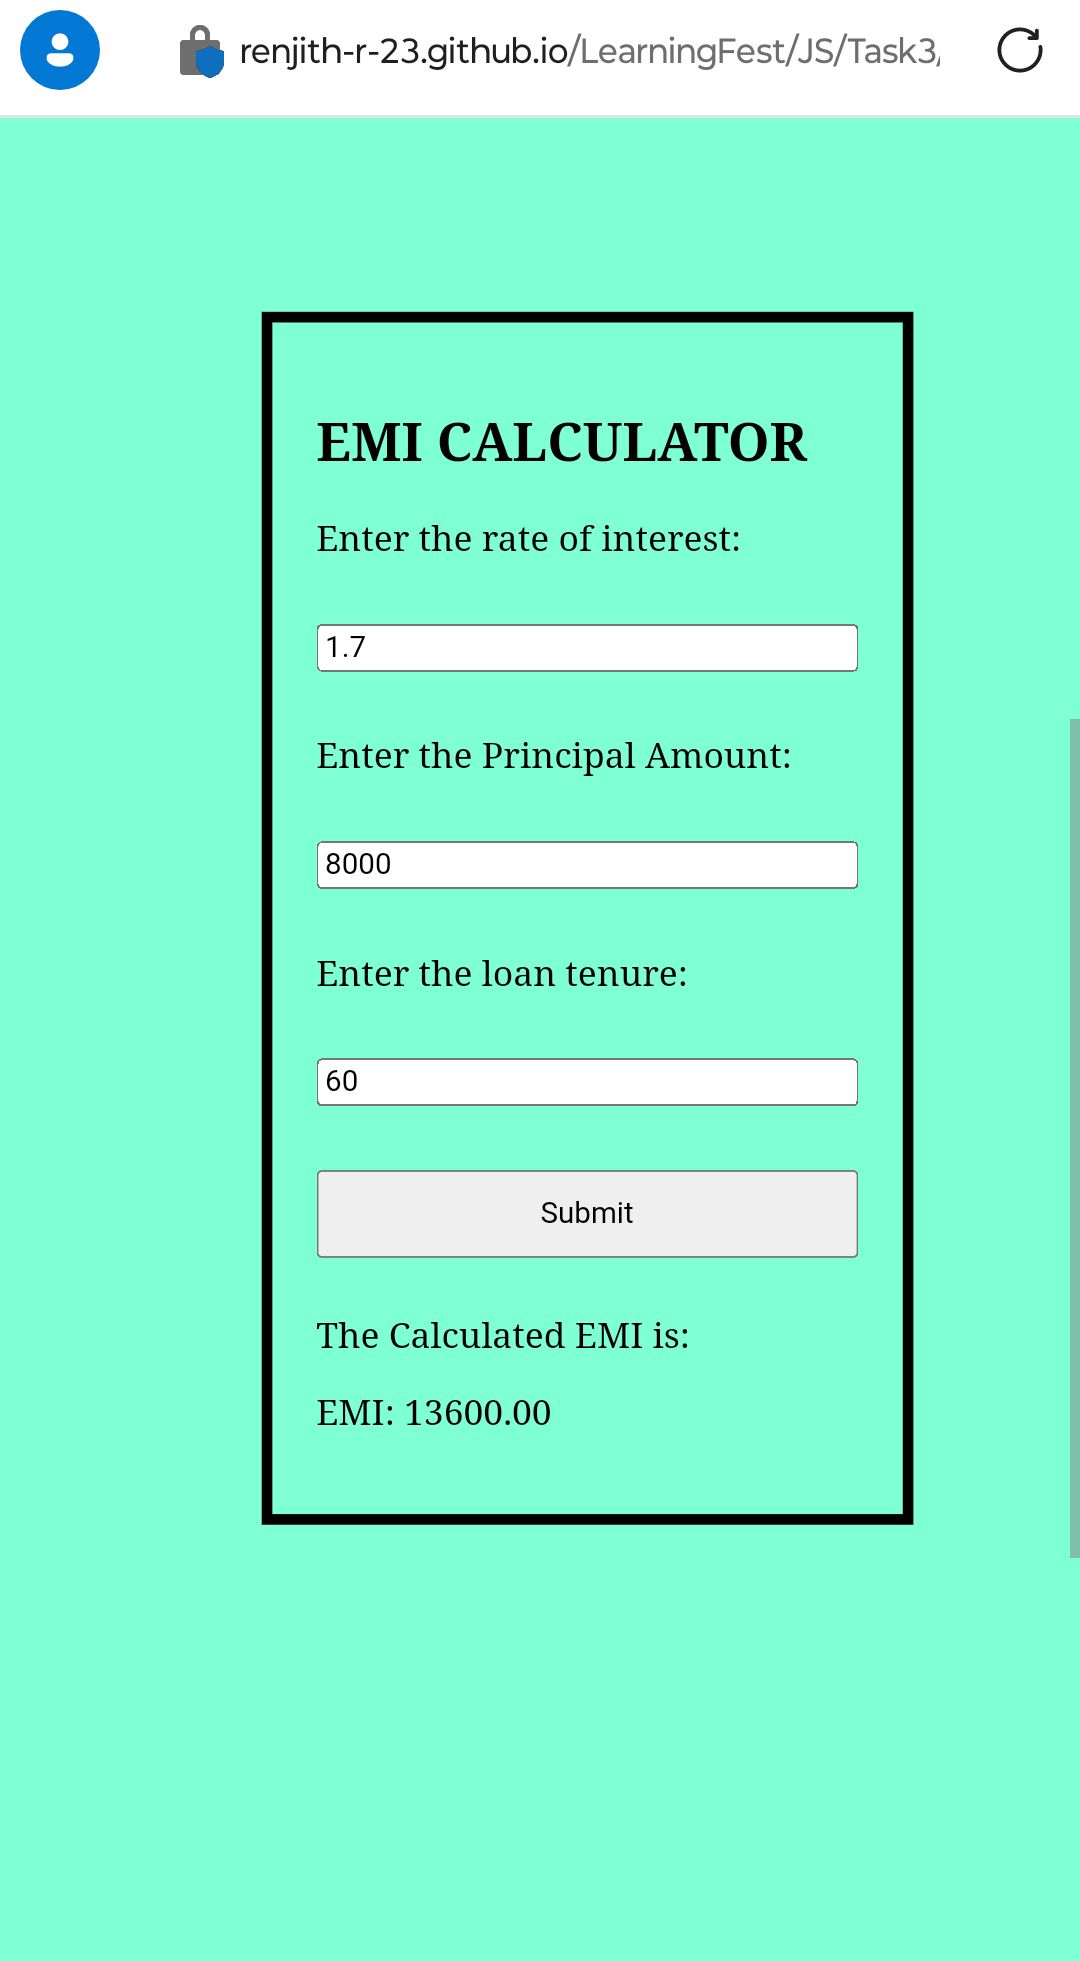 renjith-r-23.github.io/LearningFest/JS/Task3/
EMI CALCULATOR
Enter the rate of interest:
1.7
Enter the Principal Amount:
8000
Enter the loan tenure:
60
Submit
The Calculated EMI is:
EMI: 13600.00